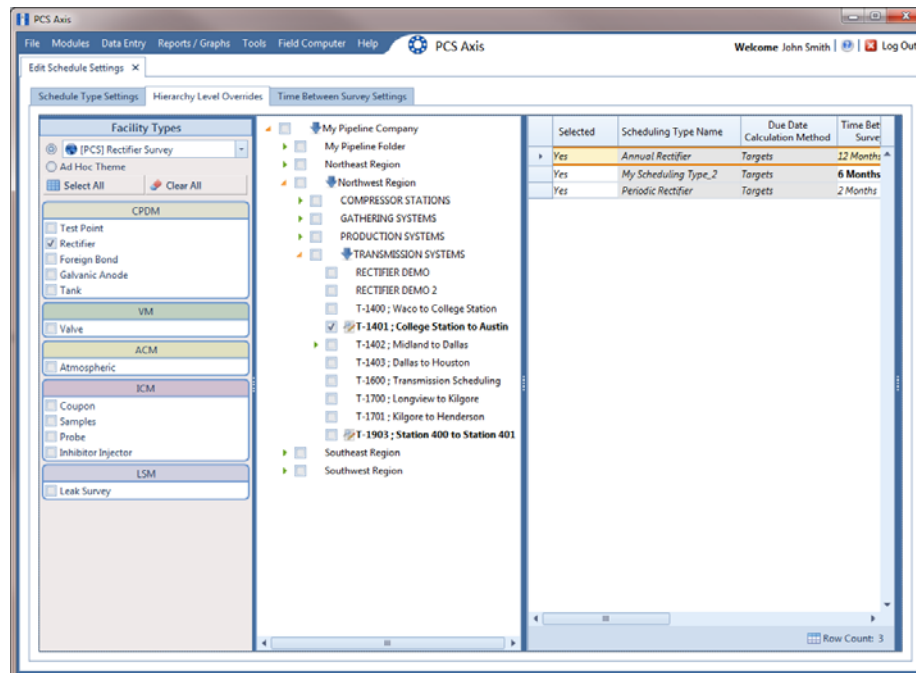 PCS Axis
File Modules Data Entry Reports / Graphs Tools Field Computer Help
PCS Axis
Welcome John Smith | Log Out
Edit Schedule Settings
Schedule Type Settings
Hierarchy Level Overrides
Time Between Survey Settings
Facility Types
[PCS] Rectifier Survey
Ad Hoc Theme
Select All
Clear All
CPDM
Test Point
Rectifier
Foreign Bond
Galvanic Anode
Tank
VM
Valve
ACM
Atmospheric
ICM
Coupon
Samples
Probe
Inhibitor Injector
LSM
Leak Survey
My Pipeline Company
My Pipeline Folder
Northeast Region
Northwest Region
COMPRESSOR STATIONS
GATHERING SYSTEMS
PRODUCTION SYSTEMS
TRANSMISSION SYSTEMS
RECTIFIER DEMO
RECTIFIER DEMO 2
T-1400 ; Waco to College Station
T-1401 ; College Station to Austin
T-1402 ; Midland to Dallas
T-1403 ; Dallas to Houston
T-1600 ; Transmission Scheduling
T-1700 ; Longview to Kilgore
T-1701 ; Kilgore to Henderson
T-1903 ; Station 400 to Station 401
Southeast Region
Southwest Region
Selected
Scheduling Type Name
Due Date
Calculation Method
Time Bet
Surve
Yes Annual Rectifier Targets 12 Months
Yes My Scheduling Type_2 Targets 6 Months
Yes Periodic Rectifier Targets 2 Months
Row Count: 3